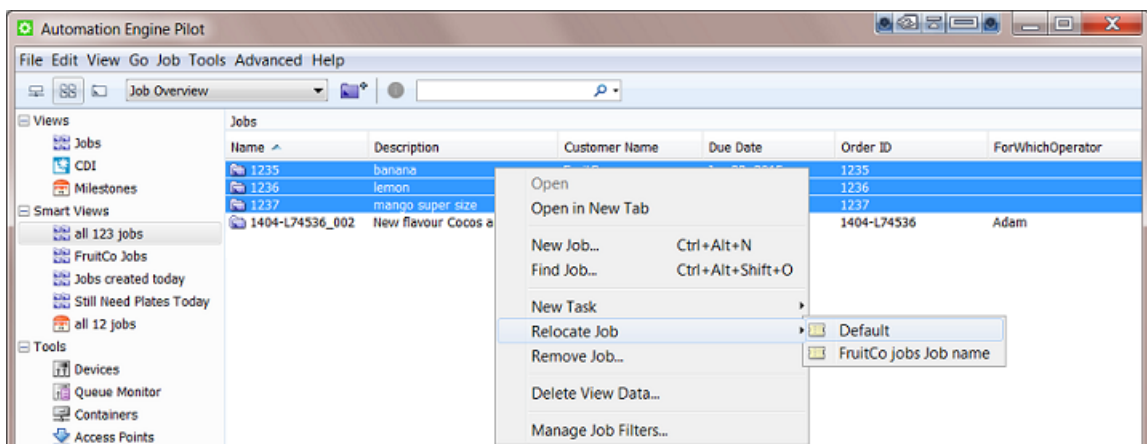 Automation Engine Pilot
File Edit View Go Job Tools Advanced Help
Job Overview
Views
Jobs
CDI
Milestones
Smart Views
all 123 jobs
FruitCo Jobs
Jobs created today
Still Need Plates Today
all 12 jobs
Tools
Devices
Queue Monitor
Containers
Access Points
Jobs
Name Description Customer Name Due Date Order ID ForWhichOperator
1235 banana 1235
1236 lemon 1236
1237 mango super size 1237
1404-L74536_002 New flavour Cocos a 1404-L74536 Adam
Open
Open in New Tab
New Job... Ctrl+Alt+N
Find Job... Ctrl+Alt+Shift+O
New Task
Relocate Job
Remove Job...
Delete View Data...
Manage Job Filters...
Default
FruitCo jobs Job name